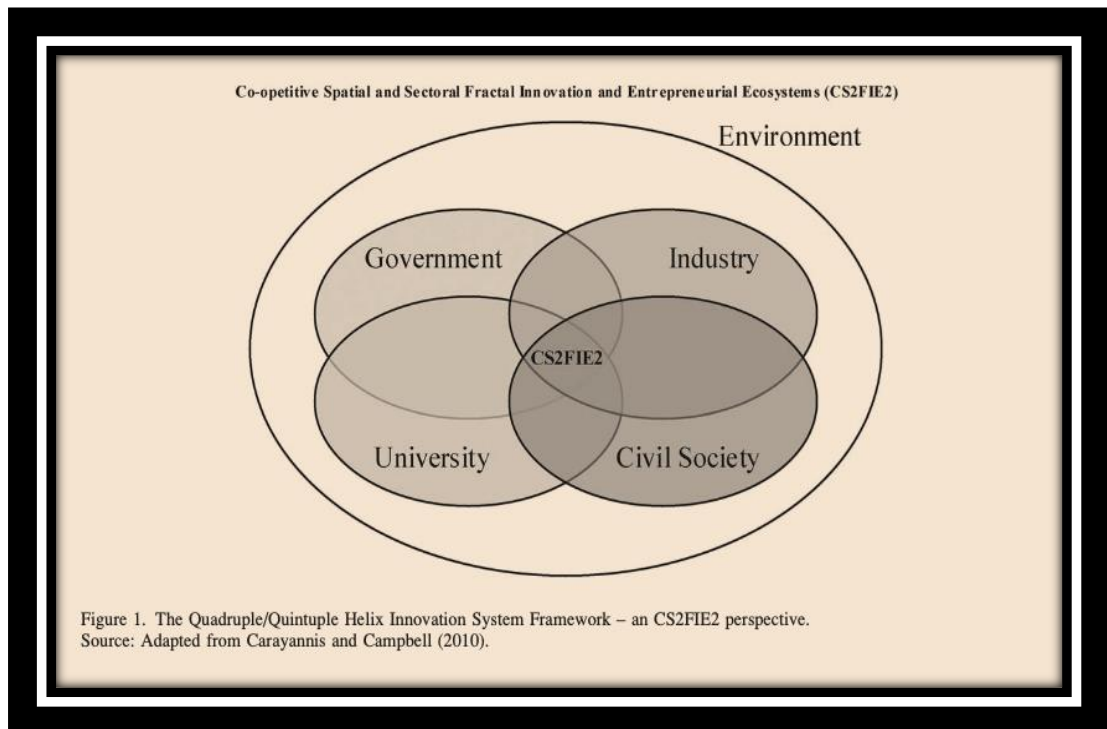 Co-opetitive Spatial and Sectoral Fractal Innovation and Entrepreneurial Ecosystems (CS2FIE2)
Environment
Government
Industry
CS2FIE2
University
Civil Society
Figure 1. The Quadruple/Quintuple Helix Innovation System Framework – an CS2FIE2 perspective.
Source: Adapted from Carayannis and Campbell (2010).